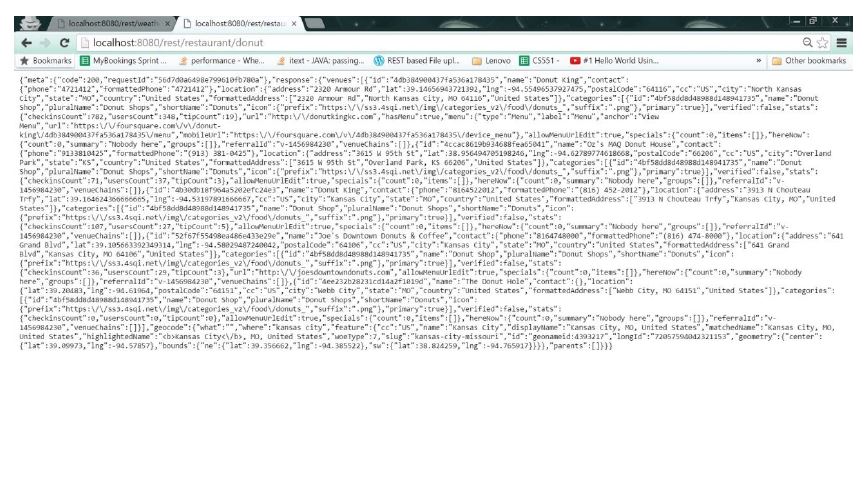 localhost:8080/rest/weath
localhost:8080/rest/restau
localhost:8080/rest/restaurant/donut
Bookmarks MyBookings Sprint ... performance - Whe... itext - JAVA: passing... REST based File upl... Lenovo CS551 - #1 Hello World Usin... » Other bookmarks
{"meta":{"code":200,"requestId":"56d7d0a6498e799610fb780a"},"response":{"venues":[{"id":"4db384900437fa536a178435","name":"Donut King","contact":
{"phone":"4721412","formattedPhone":"4721412"},"location":{"address":"2320 Armour Rd","lat":39.14656943721392,"lng":-94.55496537927475,"postalCode":"64116","cc":"US","city":"North Kansas
City","state":"MO","country":"United States","formattedAddress":["2320 Armour Rd","North Kansas City, MO 64116","United States"]},"categories":[{"id":"4bf58dd8d48988d148941735","name":"Donut
Shop","pluralName":"Donut Shops","shortName":"Donuts","icon":{"prefix":"https:\/\/ss3.4sqi.net\/img\/categories_v2\/food\/donuts_","suffix":".png"},"primary":true}],"verified":false,"stats":
{"checkinsCount":782,"usersCount":348,"tipCount":19},"url":"http:\/\/donutkingkc.com","hasMenu":true,"menu":{"type":"Menu","label":"Menu","anchor":"View
Menu","url":"https:\/\/foursquare.com\/v\/donut-
king\/4db384900437fa536a178435\/menu","mobileUrl":"https:\/\/foursquare.com\/v\/4db384900437fa536a178435\/device_menu"},"allowMenuUrlEdit":true,"specials":{"count":0,"items":[]},"hereNow":
{"count":0,"summary":"Nobody here","groups":[]},"referralId":"v-1456984230","venueChains":[]},{"id":"4ccac8619b934688fea65041","name":"Oz's MAQ Donut House","contact":
{"phone":"9133810425","formattedPhone":"(913) 381-0425"},"location":{"address":"3615 W 95th St","lat":38.956494705198246,"lng":-94.62789774618668,"postalCode":"66206","cc":"US","city":"Overland
Park","state":"KS","country":"United States","formattedAddress":["3615 W 95th St","Overland Park, KS 66206","United States"]},"categories":[{"id":"4bf58dd8d48988d148941735","name":"Donut
Shop","pluralName":"Donut Shops","shortName":"Donuts","icon":{"prefix":"https:\/\/ss3.4sqi.net\/img\/categories_v2\/food\/donuts_","suffix":".png"},"primary":true}],"verified":false,"stats":
{"checkinsCount":71,"usersCount":37,"tipCount":3},"allowMenuUrlEdit":true,"specials":{"count":0,"items":[]},"hereNow":{"count":0,"summary":"Nobody here","groups":[]},"referralId":"v-
1456984230","venueChains":[]},{"id":"4b30db18f964a5202efc24e3","name":"Donut King","contact":{"phone":"8164522012","formattedPhone":"(816) 452-2012"},"location":{"address":"3913 N Chouteau
Trfy","lat":39.164624366666665,"lng":-94.53197891666667,"cc":"US","city":"Kansas City","state":"MO","country":"United States","formattedAddress":["3913 N Chouteau Trfy","Kansas City, MO","United
States"]},"categories":[{"id":"4bf58dd8d48988d148941735","name":"Donut Shop","pluralName":"Donut Shops","shortName":"Donuts","icon":
{"prefix":"https:\/\/ss3.4sqi.net\/img\/categories_v2\/food\/donuts_","suffix":".png"},"primary":true}],"verified":false,"stats":
{"checkinsCount":107,"usersCount":27,"tipCount":5},"allowMenuUrlEdit":true,"specials":{"count":0,"items":[]},"hereNow":{"count":0,"summary":"Nobody here","groups":[]},"referralId":"v-
1456984230","venueChains":[]},{"id":"52f67f55498ea486e433e29e","name":"Joe's Downtown Donuts & Coffee","contact":{"phone":"8164748000","formattedPhone":"(816) 474-8000"},"location":{"address":"641
Grand Blvd","lat":39.105663392349314,"lng":-94.58029487240042,"postalCode":"64106","cc":"US","city":"Kansas City","state":"MO","country":"United States","formattedAddress":["641 Grand
Blvd","Kansas City, MO 64106","United States"]},"categories":[{"id":"4bf58dd8d48988d148941735","name":"Donut Shop","pluralName":"Donut Shops","shortName":"Donuts","icon":
{"prefix":"https:\/\/ss3.4sqi.net\/img\/categories_v2\/food\/donuts_","suffix":".png"},"primary":true}],"verified":false,"stats":
{"checkinsCount":36,"usersCount":29,"tipCount":3},"url":"http:\/\/joesdowntowndonuts.com","allowMenuUrlEdit":true,"specials":{"count":0,"items":[]},"hereNow":{"count":0,"summary":"Nobody
here","groups":[]},"referralId":"v-1456984230","venueChains":[]},{"id":"4ee232b28231cd14a2f1019d","name":"The Donut Hole","contact":{},"location":
{"lat":39.20483,"lng":-94.61964,"postalCode":"64151","cc":"US","city":"Webb City","state":"MO","country":"United States","formattedAddress":["Webb City, MO 64151","United States"]},"categories":
[{"id":"4bf58dd8d48988d148941735","name":"Donut Shop","pluralName":"Donut Shops","shortName":"Donuts","icon":
{"prefix":"https:\/\/ss3.4sqi.net\/img\/categories_v2\/food\/donuts_","suffix":".png"},"primary":true}],"verified":false,"stats":
{"checkinsCount":0,"usersCount":0,"tipCount":0},"allowMenuUrlEdit":true,"specials":{"count":0,"items":[]},"hereNow":{"count":0,"summary":"Nobody here","groups":[]},"referralId":"v-
1456984230","venueChains":[]}],"geocode":{"what":"","where":"kansas city","feature":{"cc":"US","name":"Kansas City","displayName":"Kansas City, MO, United States","matchedName":"Kansas City, MO,
United States","highlightedName":"<b>Kansas City<\/b>, MO, United States","woeType":7,"slug":"kansas-city-missouri","id":"geonameid:4393217","longId":"72057594042321153","geometry":{"center":
{"lat":39.09973,"lng":-94.57857},"bounds":{"ne":{"lat":39.356662,"lng":-94.385522},"sw":{"lat":38.824259,"lng":-94.765917}}}},"parents":[]}}}